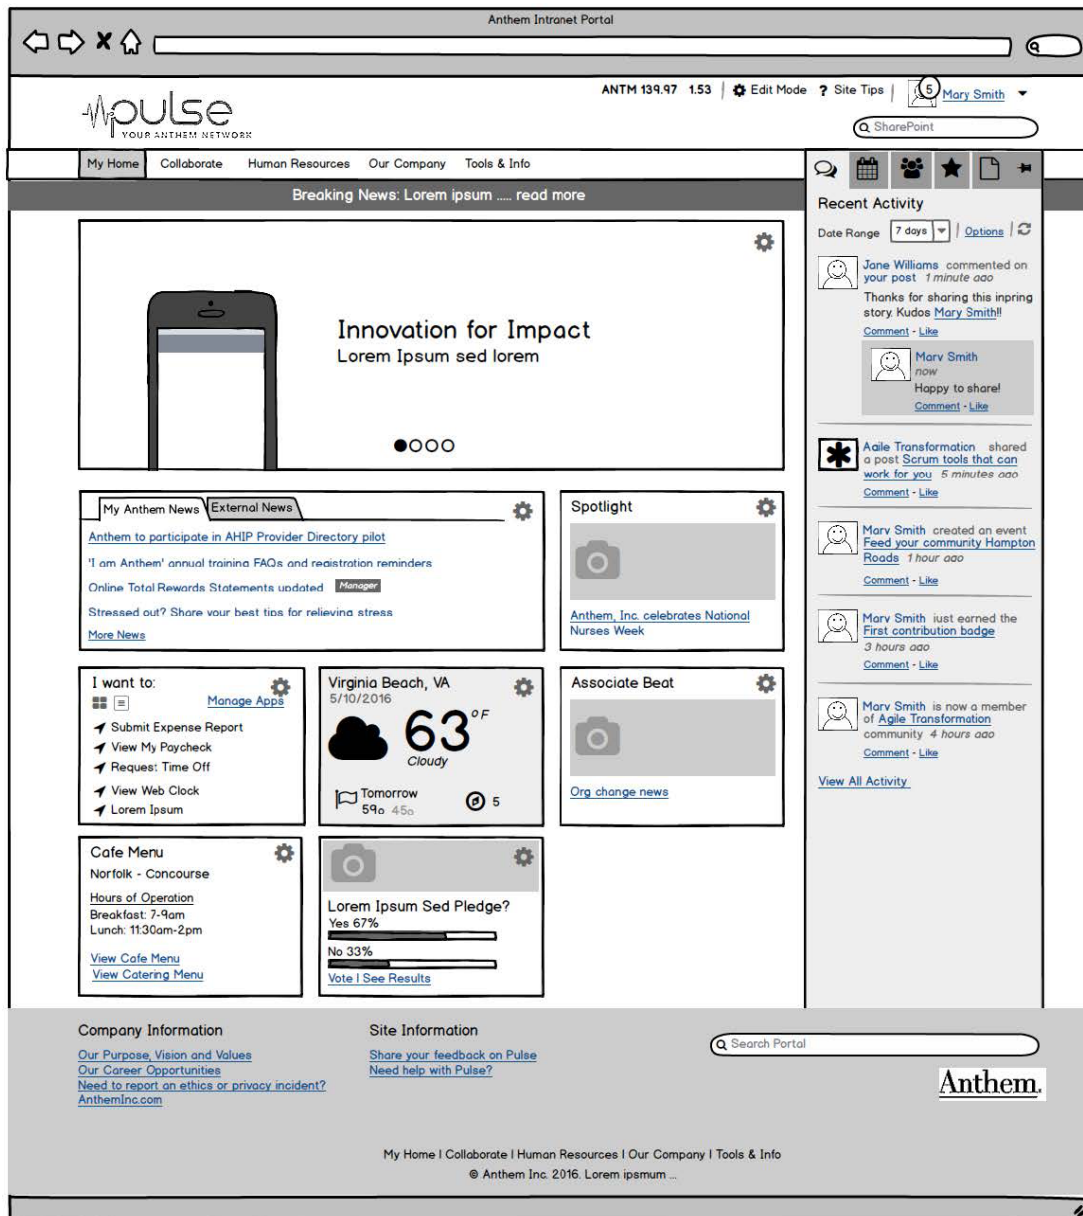 Anthem Intranet Portal
ANTM 139.97 1.53 | Edit Mode ? Site Tips | 5 Mary Smith
pulse
YOUR ANTHEM NETWORK
SharePoint
My Home Collaborate Human Resources Our Company Tools & Info
Breaking News: Lorem ipsum ..... read more
Innovation for Impact
Lorem Ipsum sed lorem
My Anthem News External News
Anthem to participate in AHIP Provider Directory pilot
'I am Anthem' annual training FAQs and registration reminders
Online Total Rewards Statements updated Manager
Stressed out? Share your best tips for relieving stress
More News
Spotlight
Anthem, Inc. celebrates National
Nurses Week
I want to:
Manage Apps
Submit Expense Report
View My Paycheck
Request Time Off
View Web Clock
Lorem Ipsum
Virginia Beach, VA
5/10/2016
63°F
Cloudy
Tomorrow
59o 45o
5
Associate Beat
Org change news
Cafe Menu
Norfolk - Concourse
Hours of Operation
Breakfast: 7-9am
Lunch: 11:30am-2pm
View Cafe Menu
View Catering Menu
Lorem Ipsum Sed Pledge?
Yes 67%
No 33%
Vote | See Results
Recent Activity
Date Range 7 days | Options |
Jane Williams commented on
your post 1 minute ago
Thanks for sharing this inpring
story. Kudos Mary Smith!!
Comment - Like
Mary Smith
now
Happy to share!
Comment - Like
Agile Transformation shared
a post Scrum tools that can
work for you 5 minutes ago
Comment - Like
Mary Smith created an event
Feed your community Hampton
Roads 1 hour ago
Comment - Like
Mary Smith just earned the
First contribution badge
3 hours ago
Comment - Like
Mary Smith is now a member
of Agile Transformation
community 4 hours ago
Comment - Like
View All Activity
Company Information
Our Purpose, Vision and Values
Our Career Opportunities
Need to report an ethics or privacy incident?
AnthemInc.com
Site Information
Share your feedback on Pulse
Need help with Pulse?
Search Portal
Anthem.
My Home | Collaborate | Human Resources | Our Company | Tools & Info
© Anthem Inc. 2016. Lorem ipsmum ...